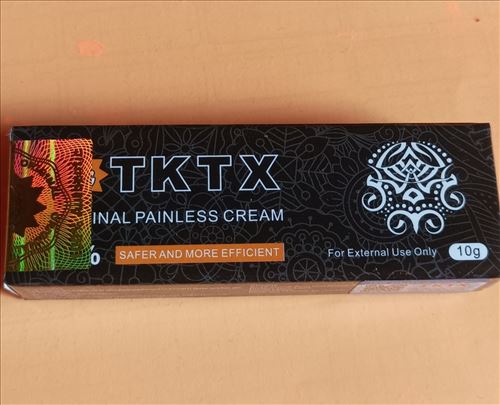 TKTX
INAL PAINLESS CREAM
% SAFER AND MORE EFFICIENT
For External Use Only 10g